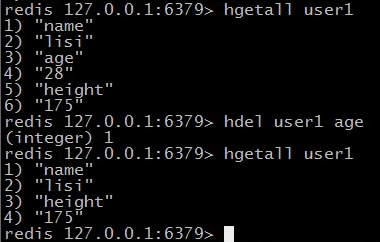 redis 127.0.0.1:6379> hgetall user1
1) "name"
2) "lisi"
3) "age"
4) "28"
5) "height"
6) "175"
redis 127.0.0.1:6379> hdel user1 age
(integer) 1
redis 127.0.0.1:6379> hgetall user1
1) "name"
2) "lisi"
3) "height"
4) "175"
redis 127.0.0.1:6379>